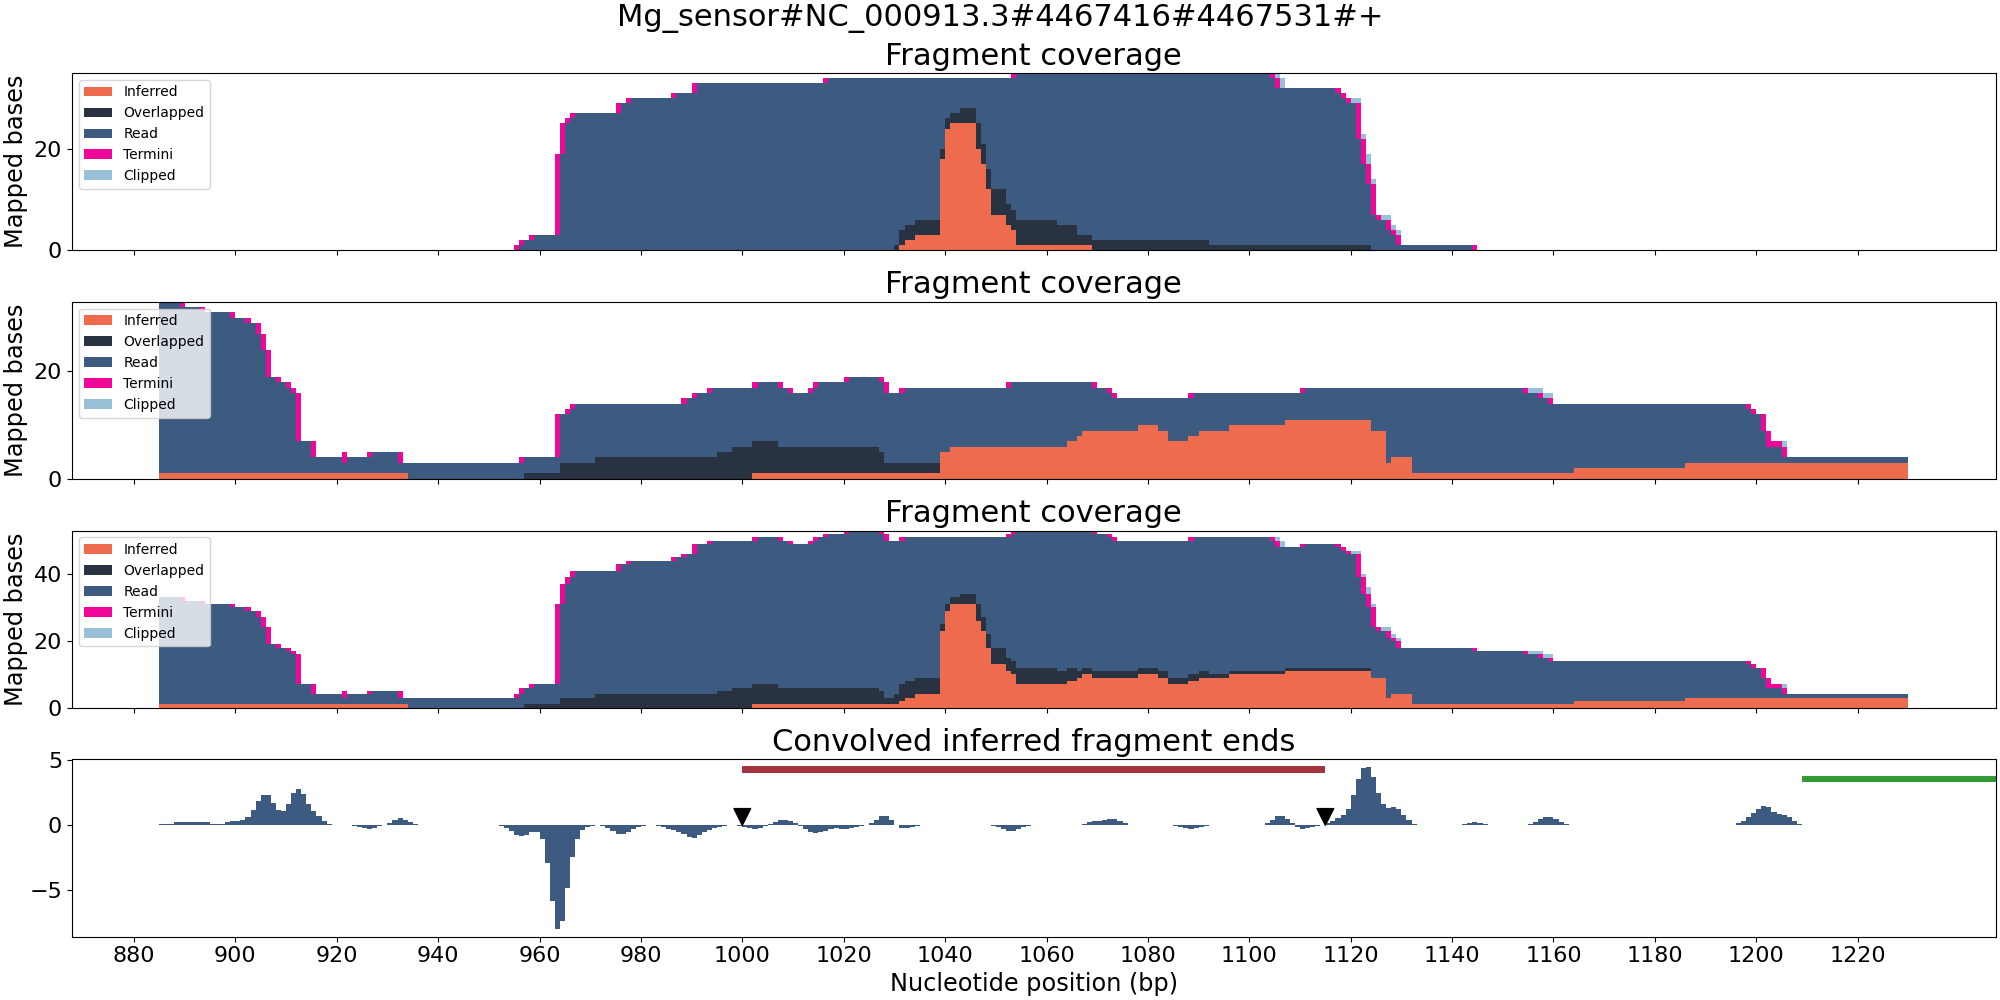 Mg_sensor#NC_000913.3#4467416#4467531#+
Fragment coverage
Mapped bases
20
0
Inferred
Overlapped
Read
Termini
Clipped
Fragment coverage
Mapped bases
20
0
Inferred
Overlapped
Read
Termini
Clipped
Fragment coverage
Mapped bases
40
20
0
Inferred
Overlapped
Read
Termini
Clipped
Convolved inferred fragment ends
5
0
−5
880 900 920 940 960 980 1000 1020 1040 1060 1080 1100 1120 1140 1160 1180 1200 1220
Nucleotide position (bp)